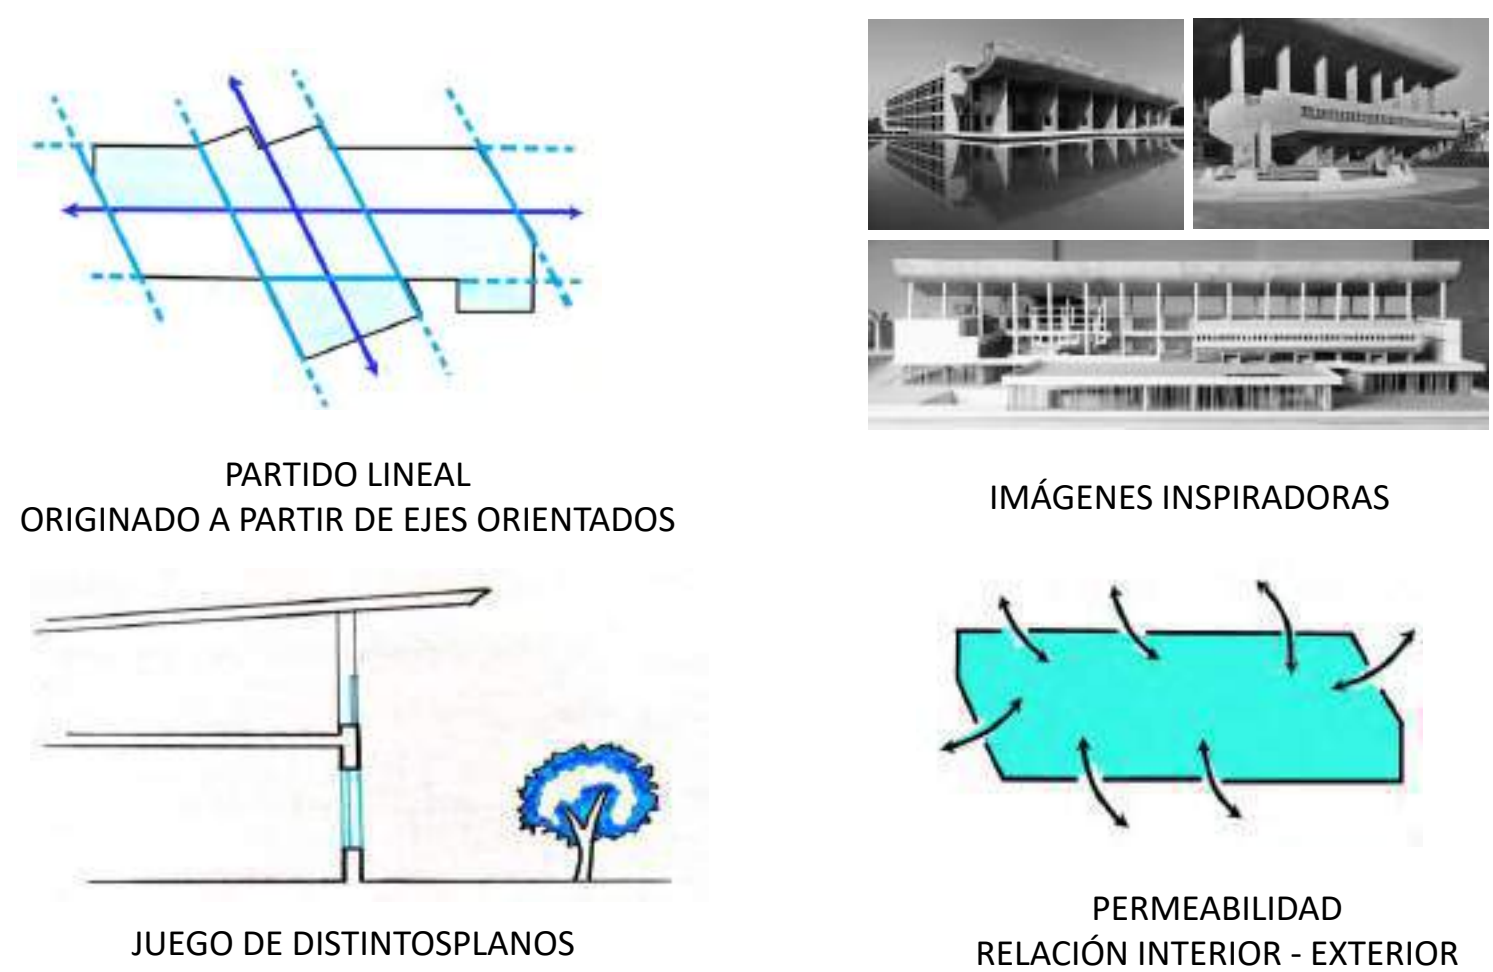 PARTIDO LINEAL
ORIGINADO A PARTIR DE EJES ORIENTADOS
IMÁGENES INSPIRADORAS
JUEGO DE DISTINTOSPLANOS
PERMEABILIDAD
RELACIÓN INTERIOR - EXTERIOR